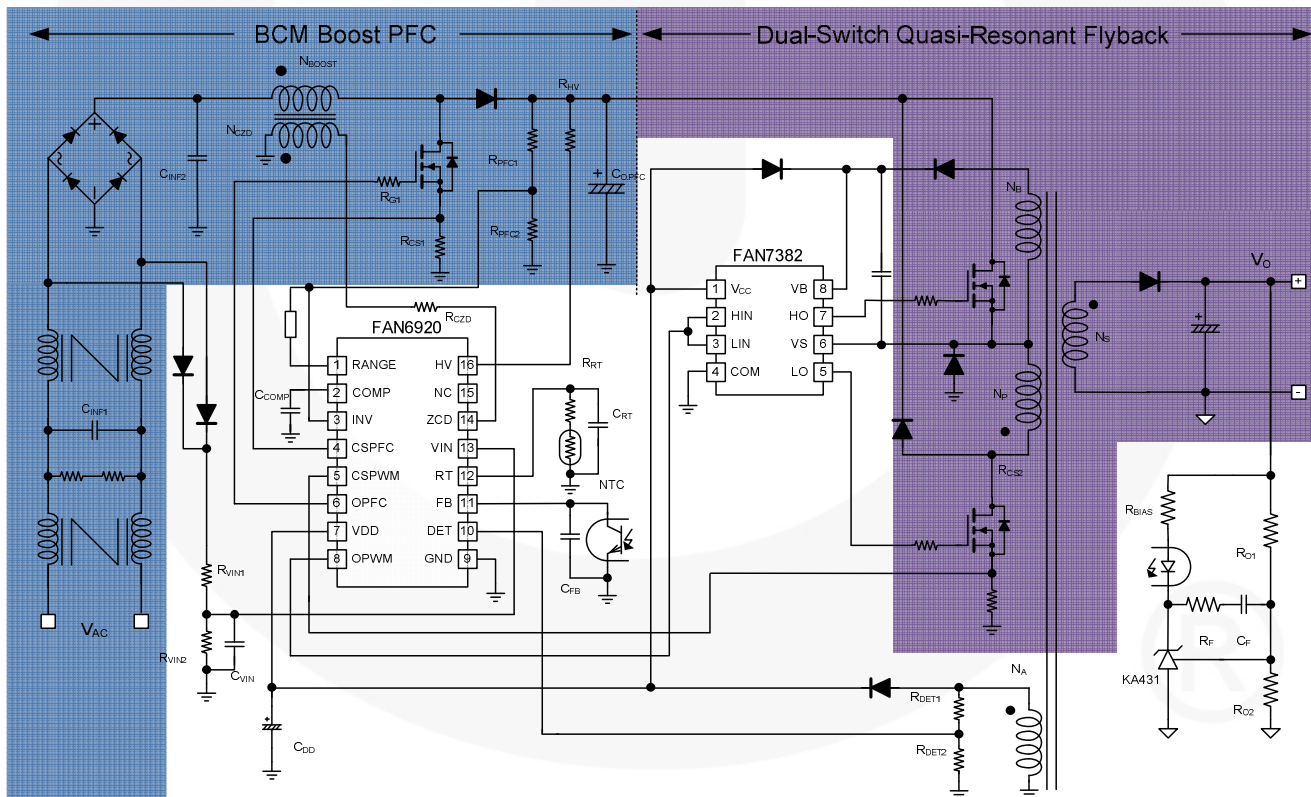 BCM Boost PFC
Dual-Switch Quasi-Resonant Flyback
NBOOST
RHV
NCZD
CINF2
RPFC1
CO.PFC
RG1
RCS1
RPFC2
NB
FAN7382
VO
1 VCC VB 8
2 HIN HO 7
3 LIN VS 6
4 COM LO 5
NS
NP
+
-
RCZD
FAN6920
1 RANGE HV 16
2 COMP NC 15
3 INV ZCD 14
4 CSPFC VIN 13
5 CSPWM RT 12
6 OPFC FB 11
7 VDD DET 10
8 OPWM GND 9
RRT
CCOMP
CRT
CINF1
RCS2
NTC
RBIAS
RO1
RVIN1
CFB
RF CF
VAC
RVIN2
CVIN
NA
KA431
RDET1
RO2
CDD
RDET2
+
-
+
+
+
R